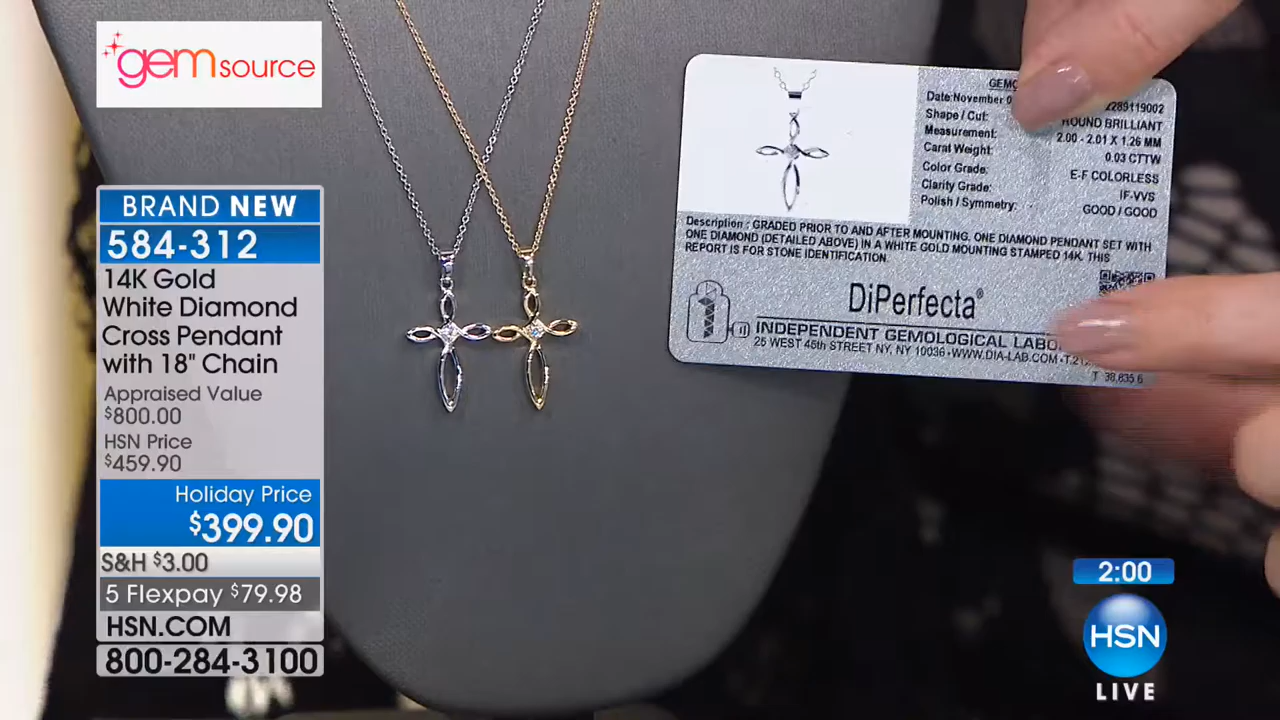 gem source
BRAND NEW
584-312
14K Gold
White Diamond
Cross Pendant
with 18" Chain
Appraised Value
$800.00
HSN Price
$459.90
Holiday Price
$399.90
S&H $3.00
5 Flexpay $79.98
HSN.COM
800-284-3100
Date:November 2289119002
Shape / Cut: ROUND BRILLIANT
Measurement: 2.00 - 2.01 X 1.26 MM
Carat Weight: 0.03 CTTW
Color Grade: E-F COLORLESS
Clarity Grade: IF-VVS
Polish / Symmetry: GOOD / GOOD
Description : GRADED PRIOR TO AND AFTER MOUNTING. ONE DIAMOND PENDANT SET WITH
ONE DIAMOND (DETAILED ABOVE) IN A WHITE GOLD MOUNTING STAMPED 14K. THIS
REPORT IS FOR STONE IDENTIFICATION.
DiPerfecta®
INDEPENDENT GEMOLOGICAL
25 WEST 45th STREET NY, NY 10036 • WWW.DIA-LAB.COM
2:00
HSN
LIVE